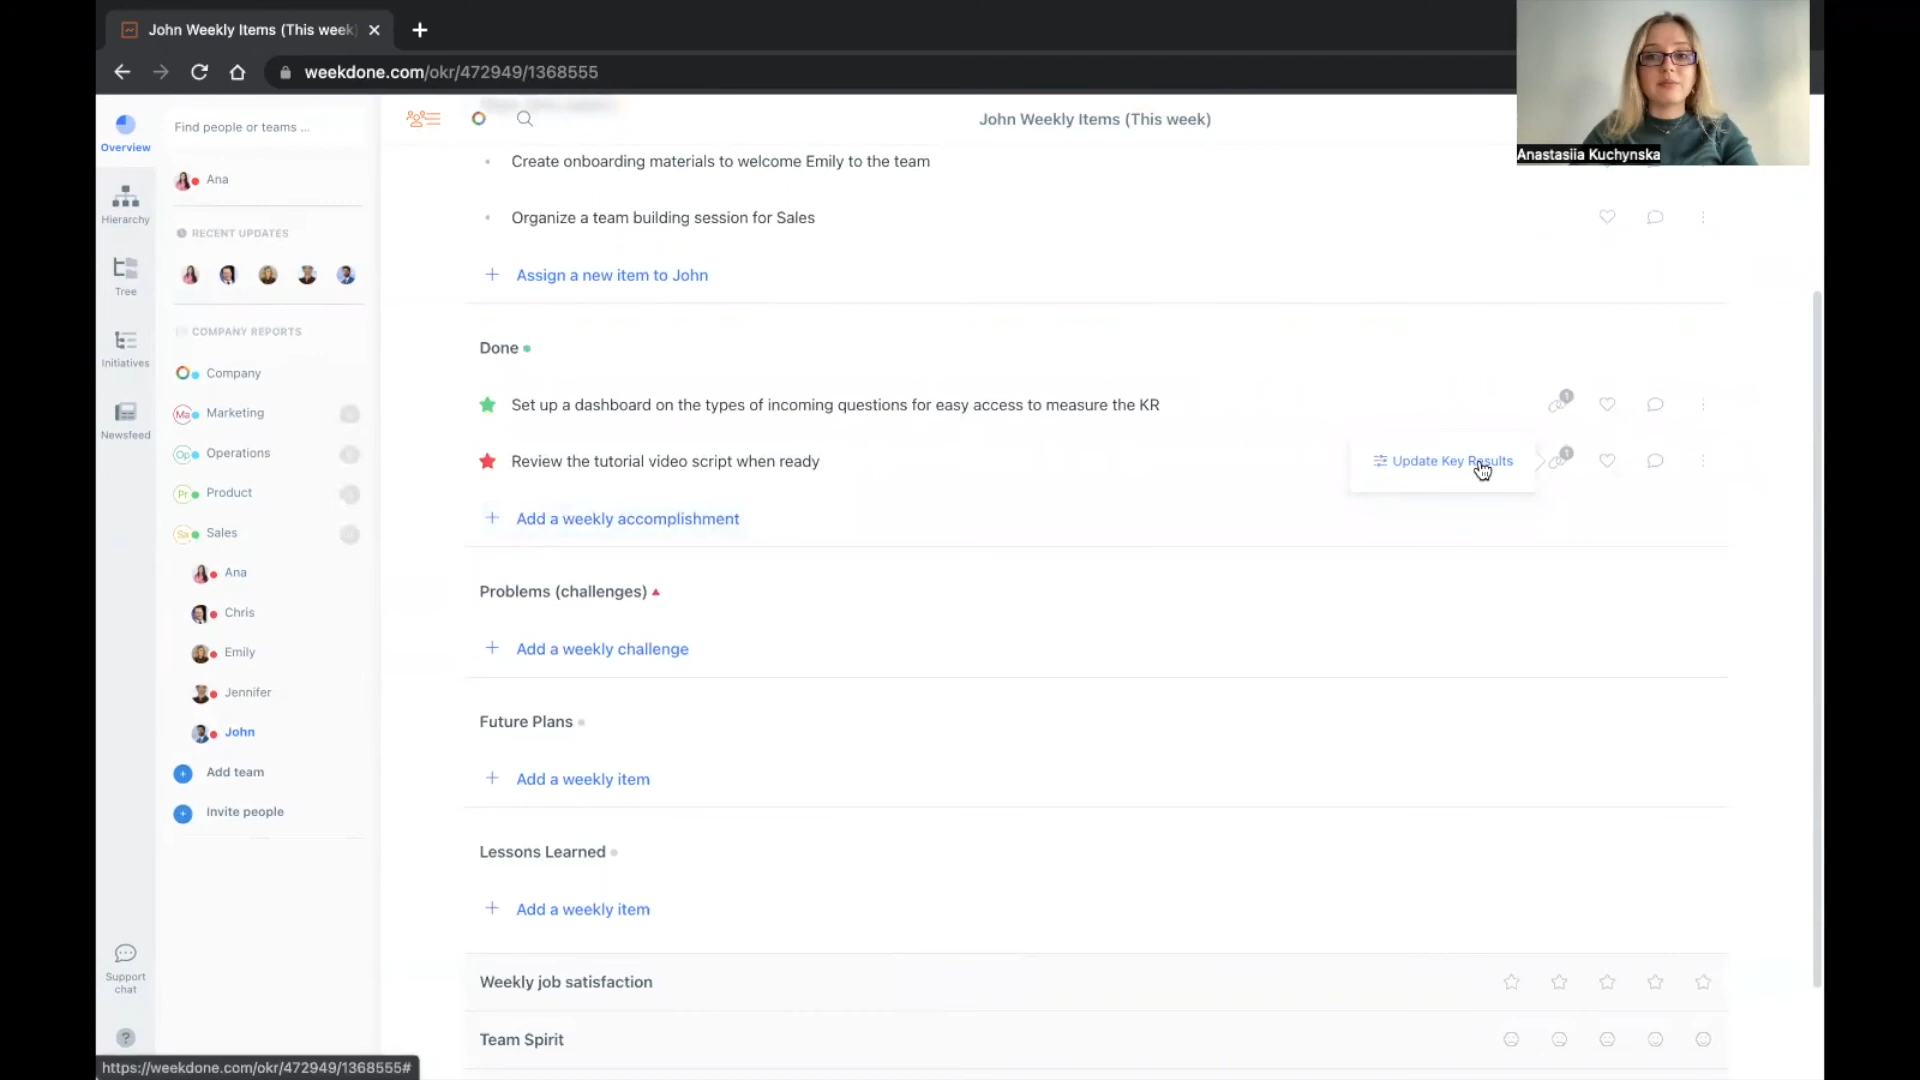 John Weekly Items (This week)
weekdone.com/okr/472949/1368555
Anastasiia Kuchynska
Overview
Hierarchy
Tree
Initiatives
Newsfeed
Support
chat
?
Find people or teams ...
Ana
RECENT UPDATES
COMPANY REPORTS
Company
Ma Marketing
Op Operations
Pr Product
Sa Sales
Ana
Chris
Emily
Jennifer
John
Add team
Invite people
John Weekly Items (This week)
Create onboarding materials to welcome Emily to the team
Organize a team building session for Sales
Assign a new item to John
Done
Set up a dashboard on the types of incoming questions for easy access to measure the KR
1
Review the tutorial video script when ready
Update Key Results
1
Add a weekly accomplishment
Problems (challenges)
Add a weekly challenge
Future Plans
Add a weekly item
Lessons Learned
Add a weekly item
Weekly job satisfaction
Team Spirit
https://weekdone.com/okr/472949/1368555#